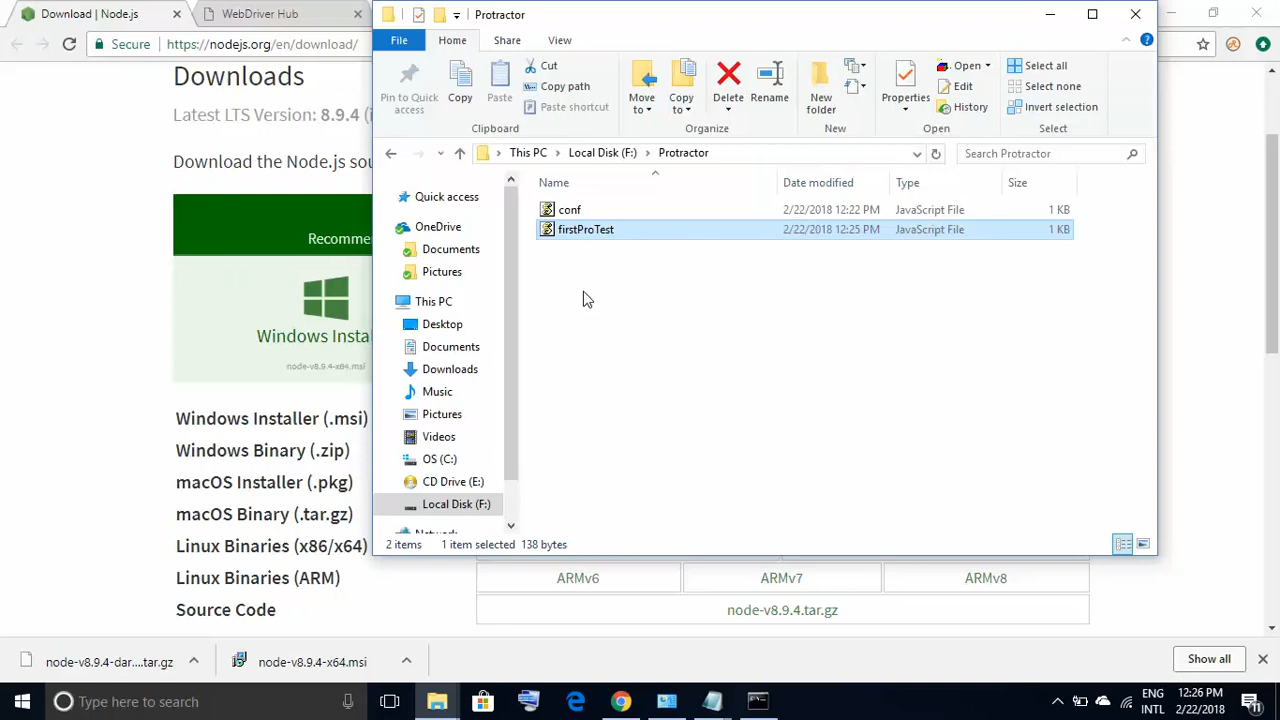 Download | Node.js
WebDriver Hub
Secure
https://nodejs.org/en/download/
Downloads
Latest LTS Version: 8.9.4 (i
Download the Node.js sou
Recomme
Windows Insta
node-v8.9.4-x64.msi
Windows Installer (.msi)
Windows Binary (.zip)
macOS Installer (.pkg)
macOS Binary (.tar.gz)
Linux Binaries (x86/x64)
Linux Binaries (ARM)
Source Code
Protractor
File
Home
Share
View
Pin to Quick access
Copy
Paste
Cut
Copy path
Paste shortcut
Clipboard
Move to
Copy to
Delete
Rename
Organize
New folder
New
Properties
Open
Edit
History
Open
Select all
Select none
Invert selection
Select
This PC
Local Disk (F:)
Protractor
Search Protractor
Name
Date modified
Type
Size
conf 2/22/2018 12:22 PM JavaScript File 1 KB
firstProTest 2/22/2018 12:25 PM JavaScript File 1 KB
Quick access
OneDrive
Documents
Pictures
This PC
Desktop
Documents
Downloads
Music
Pictures
Videos
OS (C:)
CD Drive (E:)
Local Disk (F:)
Network
2 items
1 item selected 138 bytes
ARMv6
ARMv7
ARMv8
node-v8.9.4.tar.gz
node-v8.9.4-dar....tar.gz
node-v8.9.4-x64.msi
Show all
Type here to search
ENG
INTL
12:26 PM
2/22/2018
11